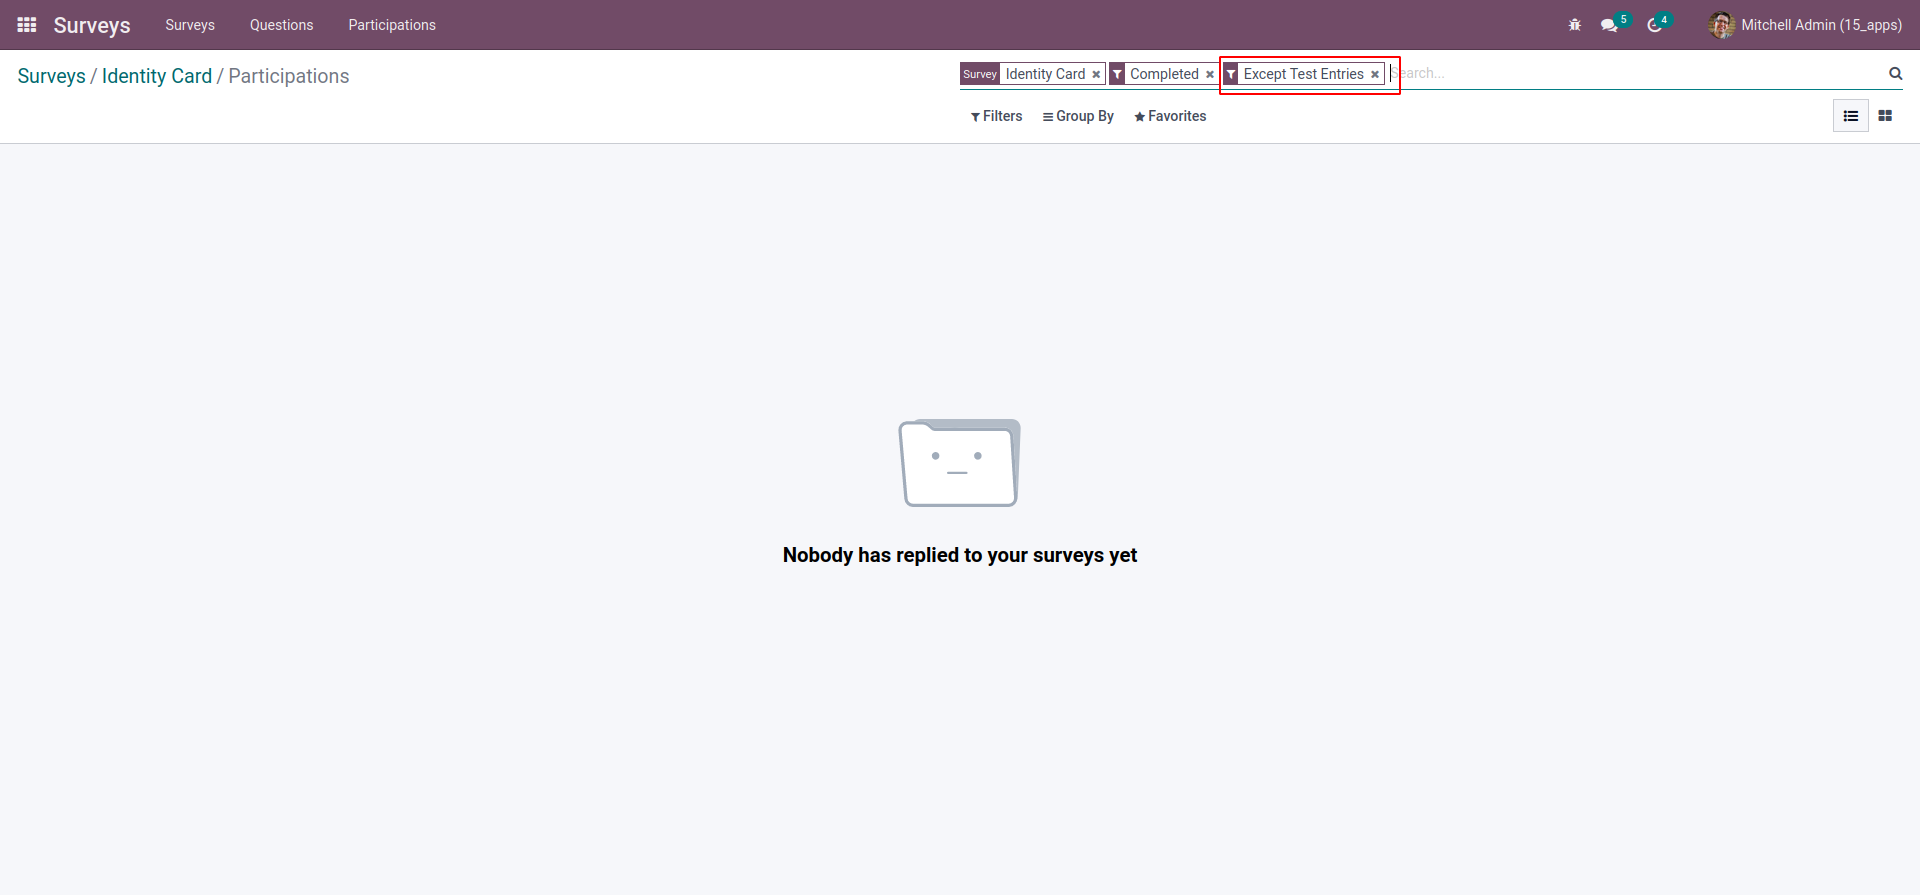 Surveys Surveys Questions Participations 5 4 Mitchell Admin (15_apps)
Surveys / Identity Card / Participations Survey Identity Card Completed Except Test Entries Search...
Filters Group By Favorites
Nobody has replied to your surveys yet